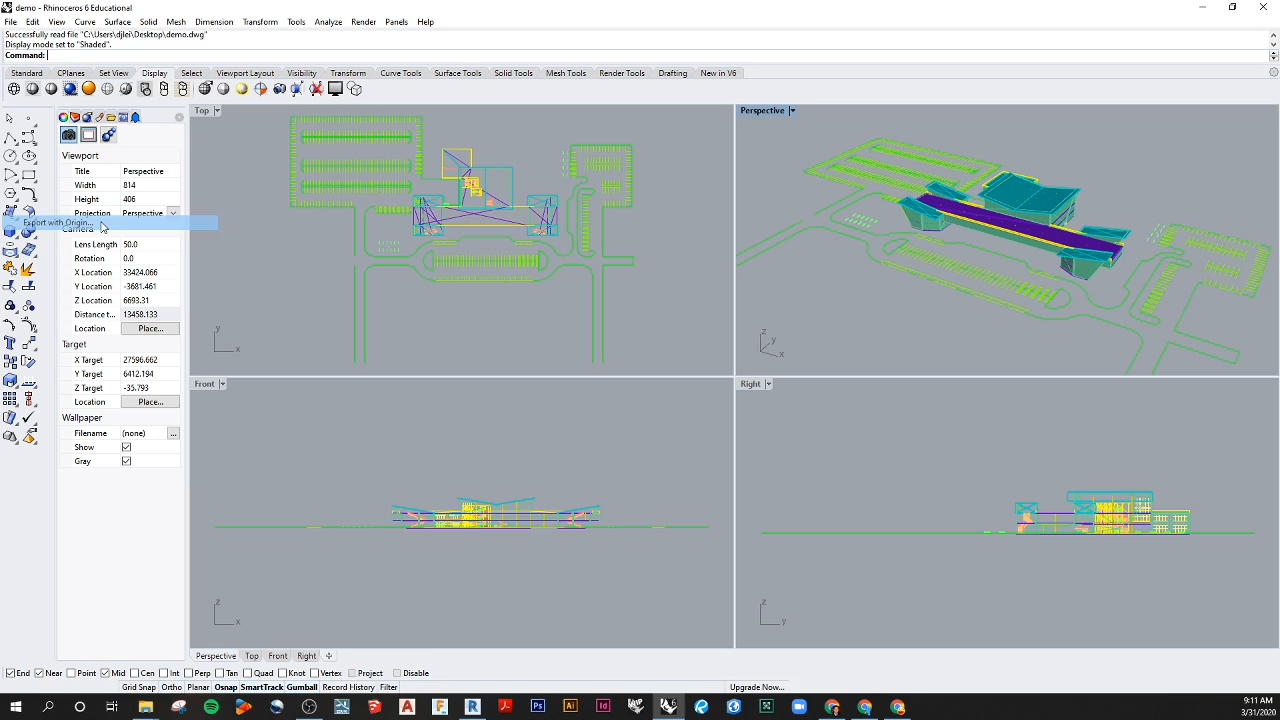 demo - Rhinoceros 6 Educational
File Edit View Curve Surface Solid Mesh Dimension Transform Tools Analyze Render Panels Help
Successfully read file "C:\Users\djlei\Desktop\demo.dwg"
Display mode set to "Shaded".
Command:
Standard CPlanes Set View Display Select Viewport Layout Visibility Transform Curve Tools Surface Tools Solid Tools Mesh Tools Render Tools Drafting New in V6
Viewport
Title Perspective
Width 814
Height 406
Projection Perspective
Export with Origin...
Lens Length 50.0
Rotation 0.0
X Location 33424.066
Y Location -3681.461
Z Location 6693.31
Distance t... 13458.133
Location Place...
Target
X Target 27596.662
Y Target 6412.194
Z Target -35.793
Location Place...
Wallpaper
Filename (none) ...
Show
Gray
Top
y
x
Perspective
z
y
x
Front
z
x
Right
z
y
Perspective Top Front Right
End Near Point Mid Cen Int Perp Tan Quad Knot Vertex Project Disable
Grid Snap Ortho Planar Osnap SmartTrack Gumball Record History Filter Upgrade Now...
9:11 AM
3/31/2020